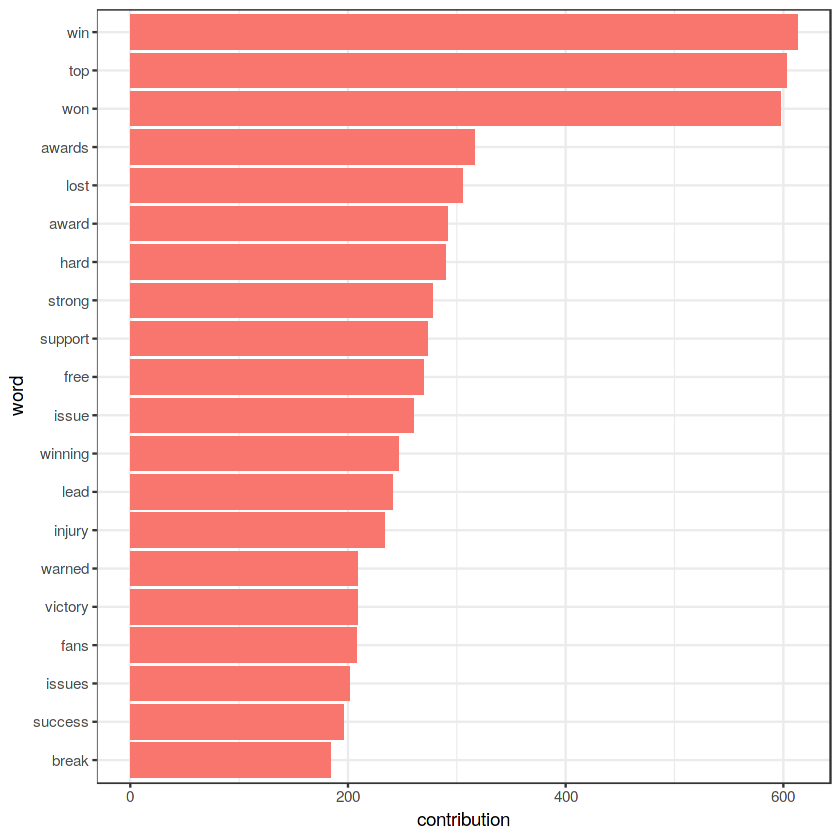 win
top
won
awards
lost
award
hard
strong
support
free
issue
winning
lead
injury
warned
victory
fans
issues
success
break
word
0 200 400 600
contribution